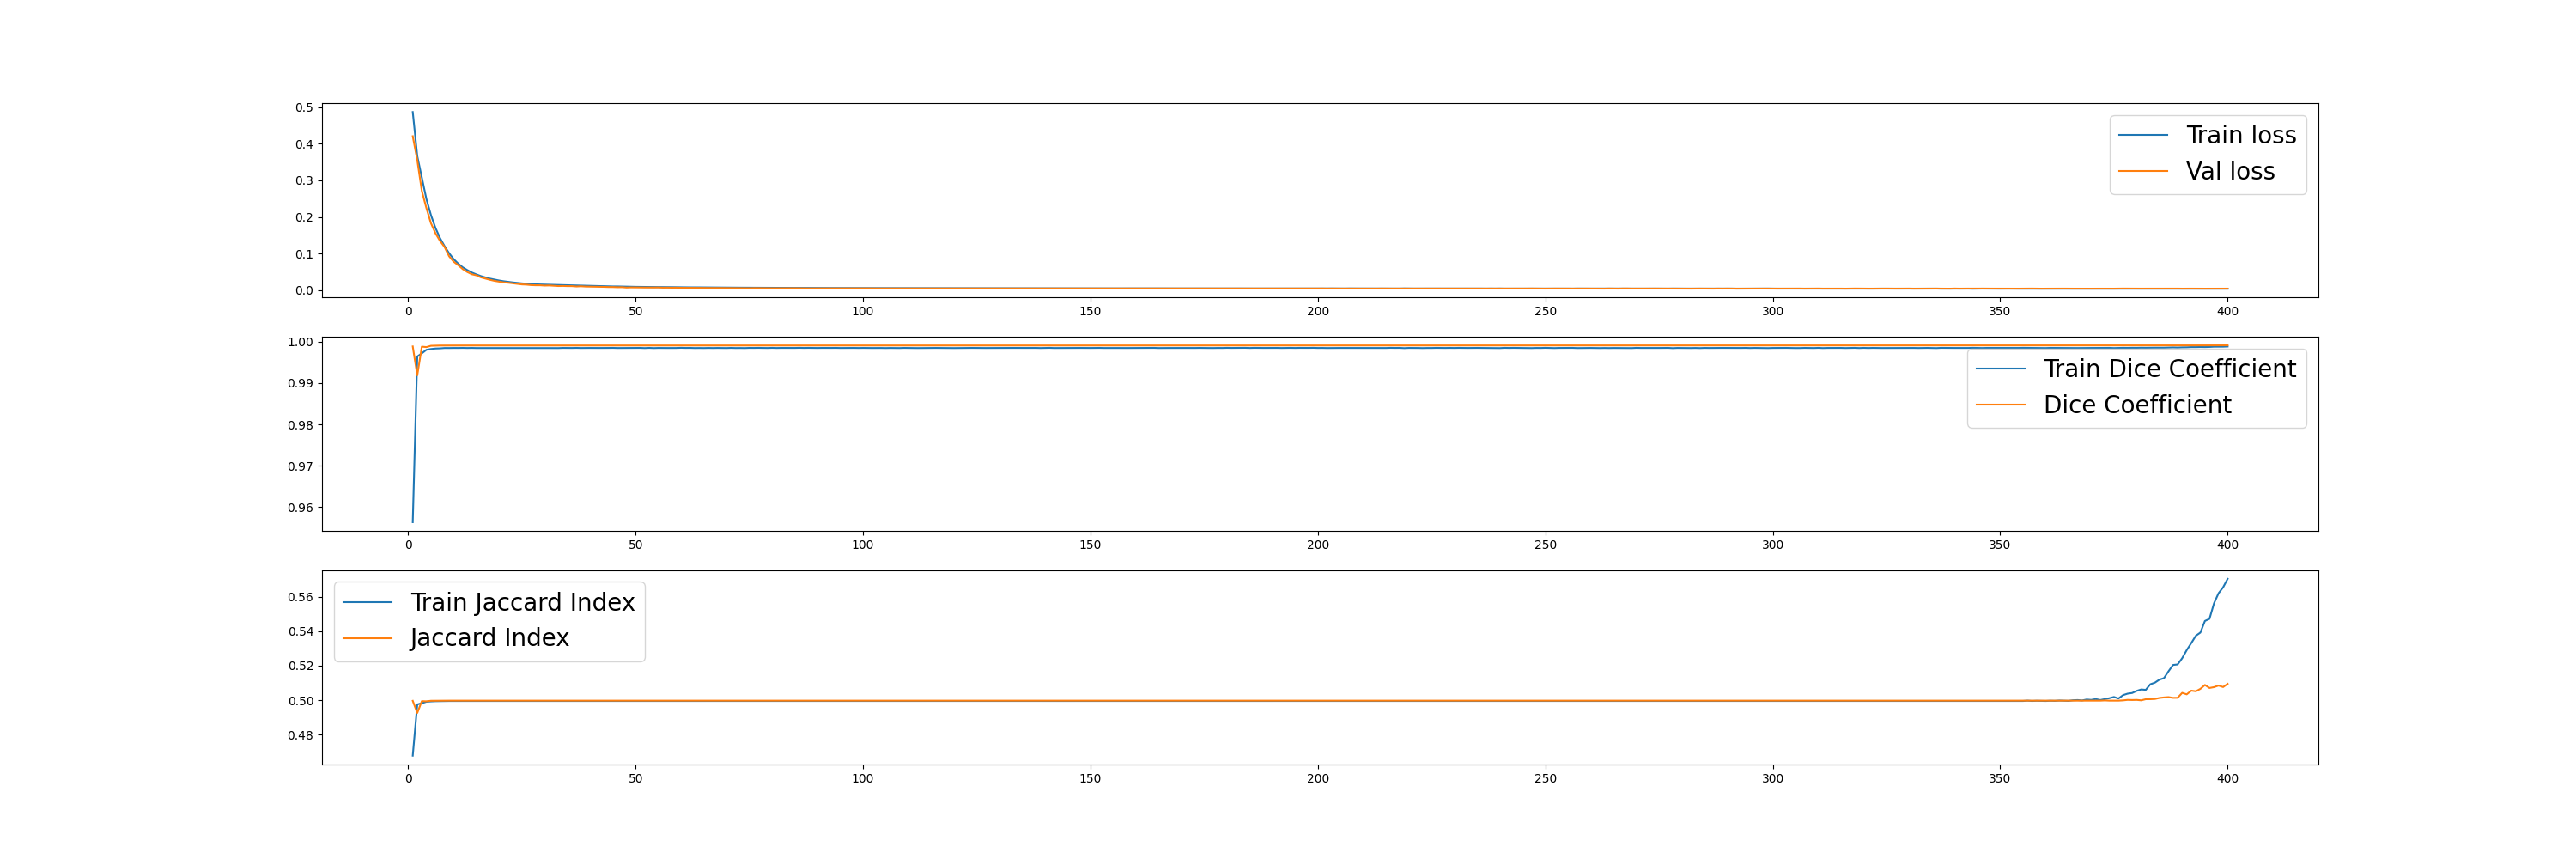 0.5
0.4
0.3
0.2
0.1
0.0
Train loss
Val loss
0 50 100 150 200 250 300 350 400
1.00
0.99
0.98
0.97
0.96
Train Dice Coefficient
Dice Coefficient
0 50 100 150 200 250 300 350 400
Train Jaccard Index
Jaccard Index
0.56
0.54
0.52
0.50
0.48
0 50 100 150 200 250 300 350 400